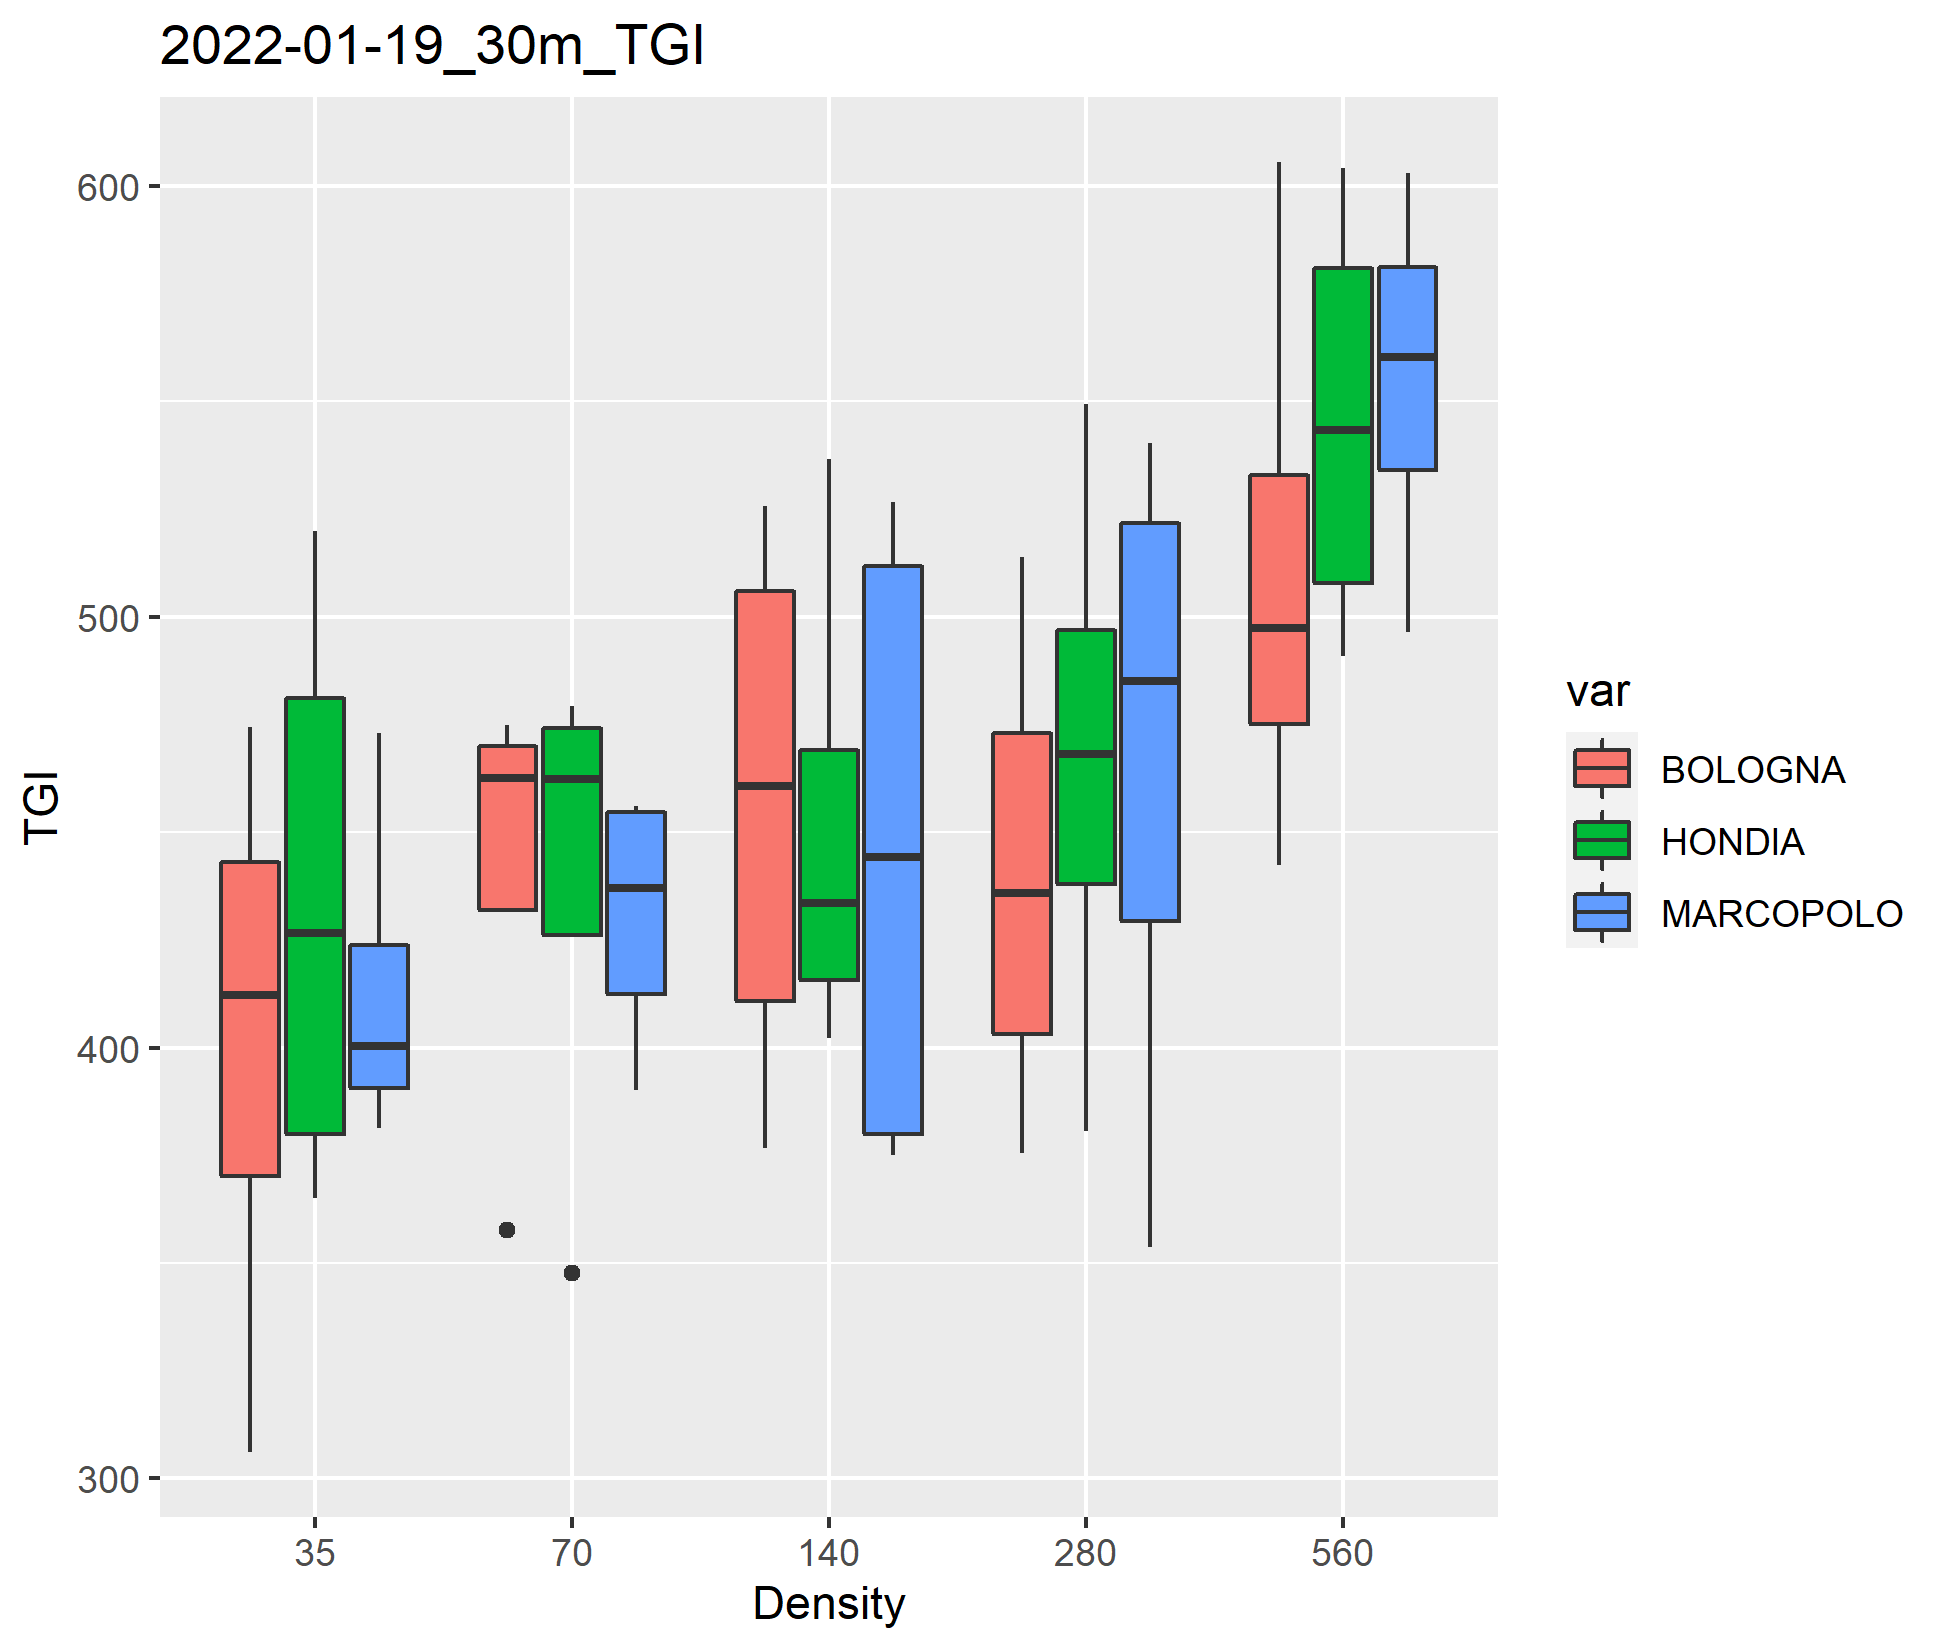 2022-01-19_30m_TGI
600
500
400
300
TGI
35 70 140 280 560
Density
var
BOLOGNA
HONDIA
MARCOPOLO